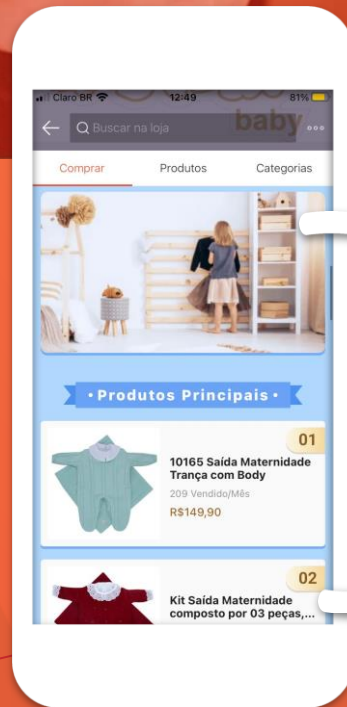 Claro BR 12:49 81%
Buscar na loja
baby
Comprar Produtos Categorias
• Produtos Principais •
01
10165 Saída Maternidade
Trança com Body
209 Vendido/Mês
R$149,90
02
Kit Saída Maternidade
composto por 03 peças,...